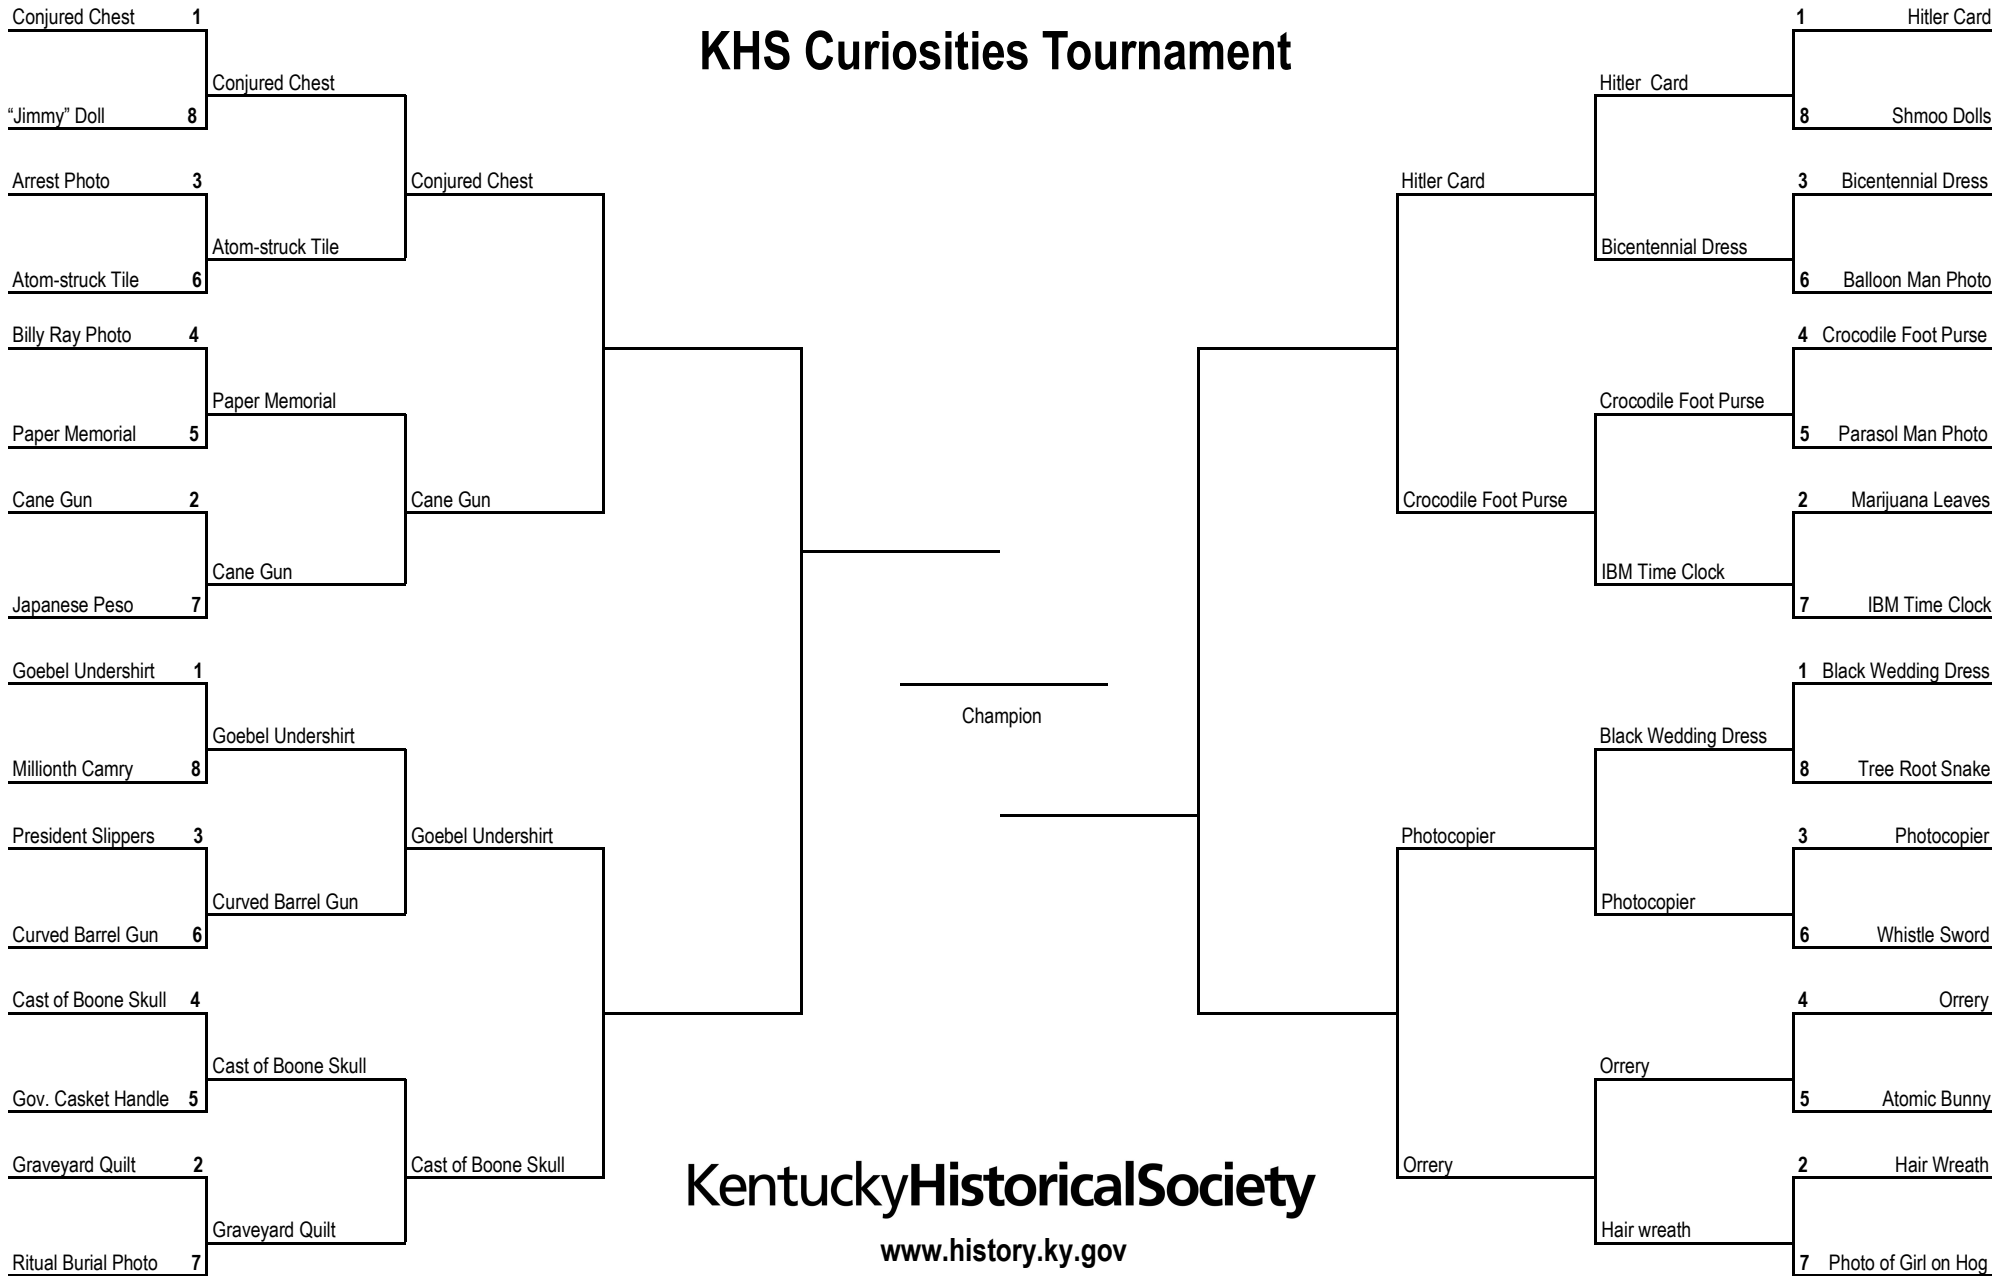 KHS Curiosities Tournament
Conjured Chest 1
“Jimmy” Doll 8
Arrest Photo 3
Atom-struck Tile 6
Billy Ray Photo 4
Paper Memorial 5
Cane Gun 2
Japanese Peso 7
Goebel Undershirt 1
Millionth Camry 8
President Slippers 3
Curved Barrel Gun 6
Cast of Boone Skull 4
Gov. Casket Handle 5
Graveyard Quilt 2
Ritual Burial Photo 7
Conjured Chest
Atom-struck Tile
Paper Memorial
Cane Gun
Goebel Undershirt
Curved Barrel Gun
Cast of Boone Skull
Graveyard Quilt
Conjured Chest
Cane Gun
Goebel Undershirt
Cast of Boone Skull
Champion
Hitler Card
Crocodile Foot Purse
Photocopier
Orrery
Hitler  Card
Bicentennial Dress
Crocodile Foot Purse
IBM Time Clock
Black Wedding Dress
Photocopier
Orrery
Hair wreath
1 Hitler Card
8 Shmoo Dolls
3 Bicentennial Dress
6 Balloon Man Photo
4 Crocodile Foot Purse
5 Parasol Man Photo
2 Marijuana Leaves
7 IBM Time Clock
1 Black Wedding Dress
8 Tree Root Snake
3 Photocopier
6 Whistle Sword
4 Orrery
5 Atomic Bunny
2 Hair Wreath
7 Photo of Girl on Hog
KentuckyHistoricalSociety
www.history.ky.gov